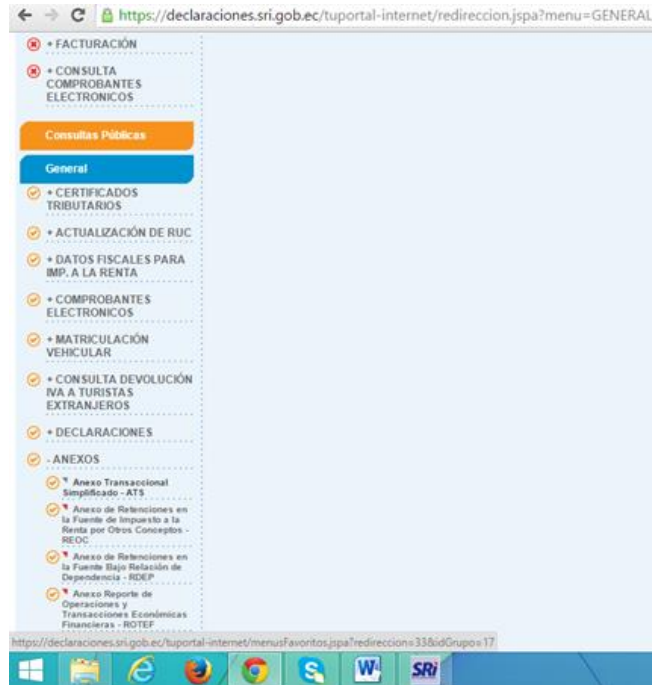 https://declaraciones.sri.gob.ec/tuportal-internet/redireccion.jspa?menu=GENERAL
+ FACTURACIÓN
+ CONSULTA
COMPROBANTES
ELECTRONICOS
Consultas Públicas
General
+ CERTIFICADOS
TRIBUTARIOS
+ ACTUALIZACIÓN DE RUC
+ DATOS FISCALES PARA
IMP. A LA RENTA
+ COMPROBANTES
ELECTRONICOS
+ MATRICULACIÓN
VEHICULAR
+ CONSULTA DEVOLUCIÓN
IVA A TURISTAS
EXTRANJEROS
+ DECLARACIONES
- ANEXOS
Anexo Transaccional
Simplificado - ATS
Anexo de Retenciones en
la Fuente de Impuesto a la
Renta por Otros Conceptos -
REOC
Anexo de Retenciones en
la Fuente Bajo Relación de
Dependencia - RDEP
Anexo Reporte de
Operaciones y
Transacciones Económicas
Financieras - ROTEF
https://declaraciones.sri.gob.ec/tuportal-internet/menusFavoritos.jspa?redireccion=33&idGrupo=17
SRi